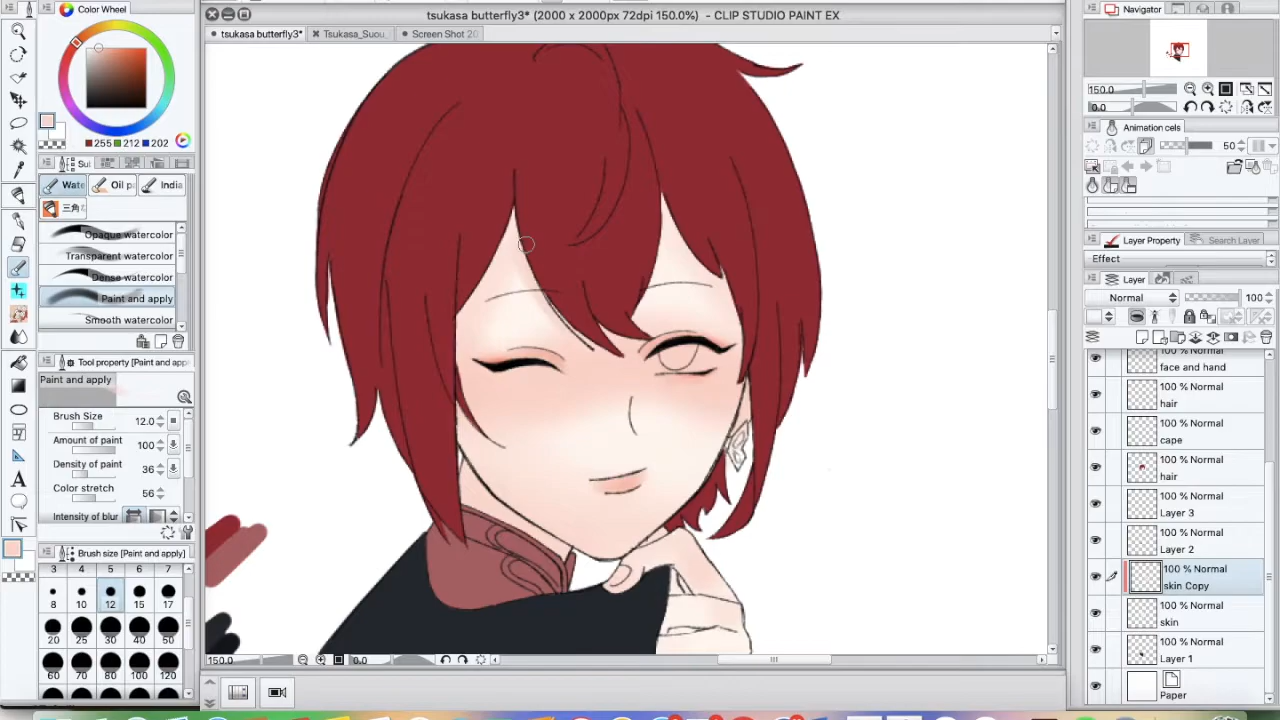 Color Wheel
tsukasa butterfly3* (2000 x 2000px 72dpi 150.0%) - CLIP STUDIO PAINT EX
Navigator
tsukasa butterfly3*
Tsukasa_Suou_
Screen Shot 20
150.0
0.0
255 212 202
Animation cels
50
Wate
Oil p
India
三角
Opaque watercolor
Transparent watercolor
Dense watercolor
Paint and apply
Smooth watercolor
Layer Property
Search Layer
Effect
Layer
Normal
100
face and hand
100 % Normal
hair
100 % Normal
cape
100 % Normal
hair
100 % Normal
Layer 3
100 % Normal
Layer 2
100 % Normal
skin Copy
100 % Normal
skin
100 % Normal
Layer 1
Paper
Tool property [Paint and app
Paint and apply
Brush Size 12.0
Amount of paint 100
Density of paint 36
Color stretch 56
Intensity of blur
Brush size [Paint and apply]
3 4 5 6 7
8 10 12 15 17
20 25 30 40 50
60 70 80 100 120
150.0
0.0